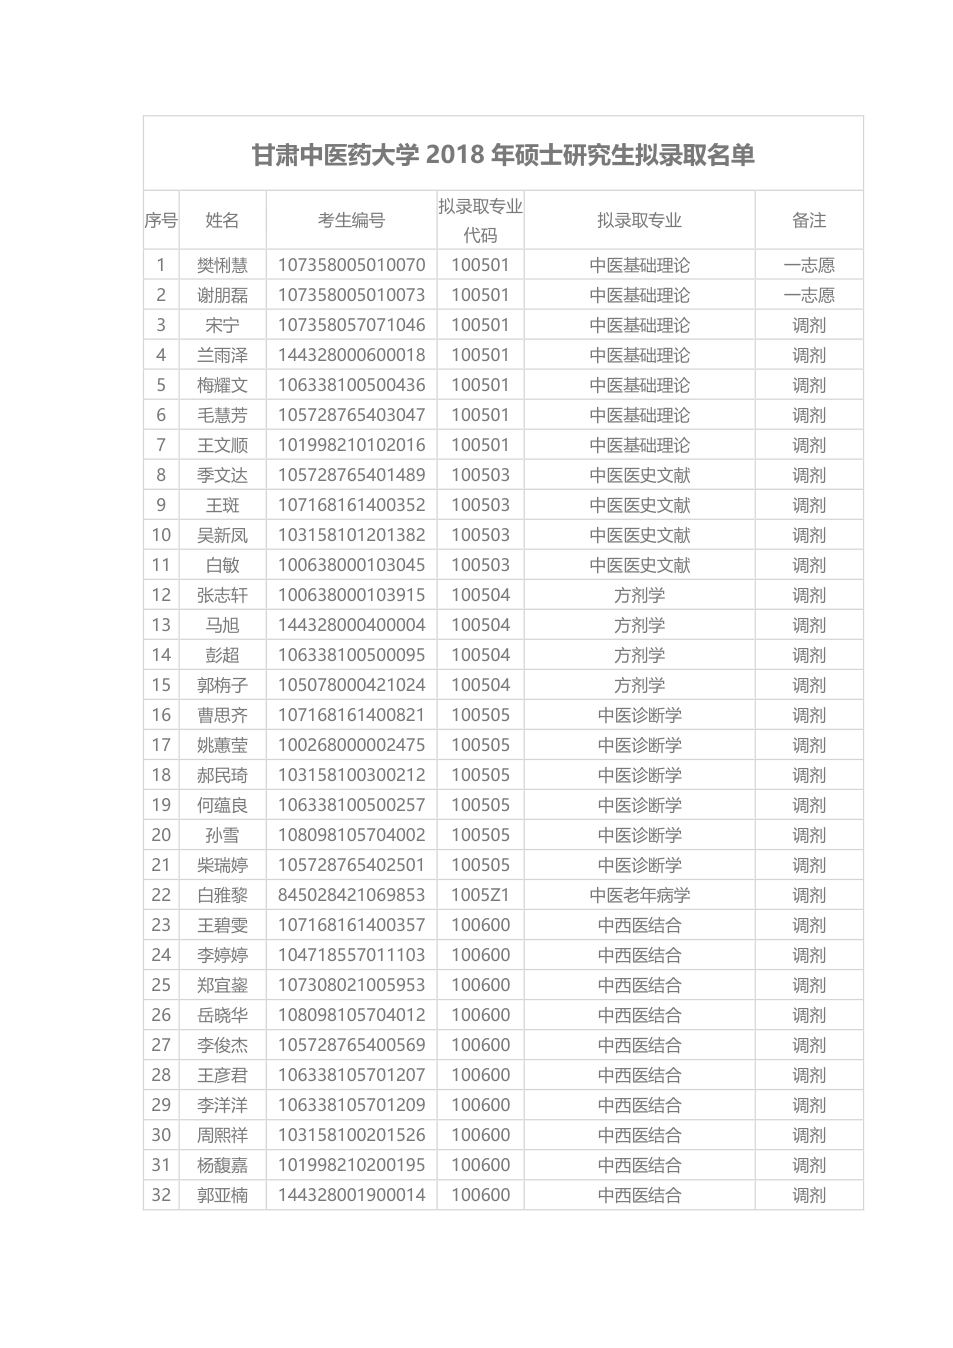 甘肃中医药大学 2018 年硕士研究生拟录取名单
序号 姓名 考生编号 拟录取专业代码 拟录取专业 备注
1 樊悧慧 107358005010070 100501 中医基础理论 一志愿
2 谢朋磊 107358005010073 100501 中医基础理论 一志愿
3 宋宁 107358057071046 100501 中医基础理论 调剂
4 兰雨泽 144328000600018 100501 中医基础理论 调剂
5 梅耀文 106338100500436 100501 中医基础理论 调剂
6 毛慧芳 105728765403047 100501 中医基础理论 调剂
7 王文顺 101998210102016 100501 中医基础理论 调剂
8 季文达 105728765401489 100503 中医医史文献 调剂
9 王斑 107168161400352 100503 中医医史文献 调剂
10 吴新凤 103158101201382 100503 中医医史文献 调剂
11 白敏 100638000103045 100503 中医医史文献 调剂
12 张志轩 100638000103915 100504 方剂学 调剂
13 马旭 144328000400004 100504 方剂学 调剂
14 彭超 106338100500095 100504 方剂学 调剂
15 郭栴子 105078000421024 100504 方剂学 调剂
16 曹思齐 107168161400821 100505 中医诊断学 调剂
17 姚蕙莹 100268000002475 100505 中医诊断学 调剂
18 郝民琦 103158100300212 100505 中医诊断学 调剂
19 何蕴良 106338100500257 100505 中医诊断学 调剂
20 孙雪 108098105704002 100505 中医诊断学 调剂
21 柴瑞婷 105728765402501 100505 中医诊断学 调剂
22 白雅黎 845028421069853 1005Z1 中医老年病学 调剂
23 王碧雯 107168161400357 100600 中西医结合 调剂
24 李婷婷 104718557011103 100600 中西医结合 调剂
25 郑宜鋆 107308021005953 100600 中西医结合 调剂
26 岳晓华 108098105704012 100600 中西医结合 调剂
27 李俊杰 105728765400569 100600 中西医结合 调剂
28 王彦君 106338105701207 100600 中西医结合 调剂
29 李洋洋 106338105701209 100600 中西医结合 调剂
30 周熙祥 103158100201526 100600 中西医结合 调剂
31 杨馥嘉 101998210200195 100600 中西医结合 调剂
32 郭亚楠 144328001900014 100600 中西医结合 调剂